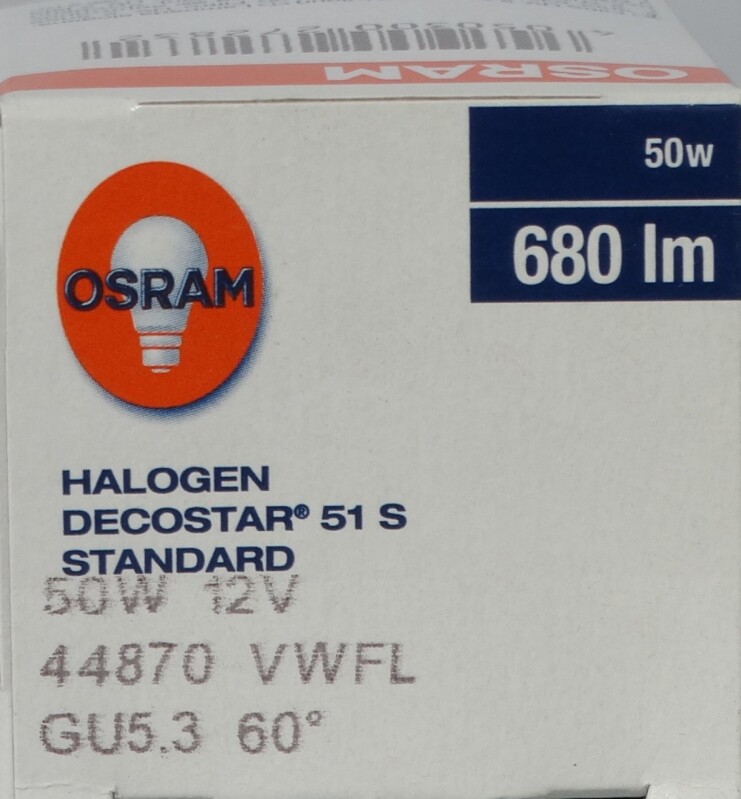 OSRAM
50w
680 lm
OSRAM
HALOGEN
DECOSTAR® 51 S
STANDARD
50W 12V
44870 VWFL
GU5.3 60°